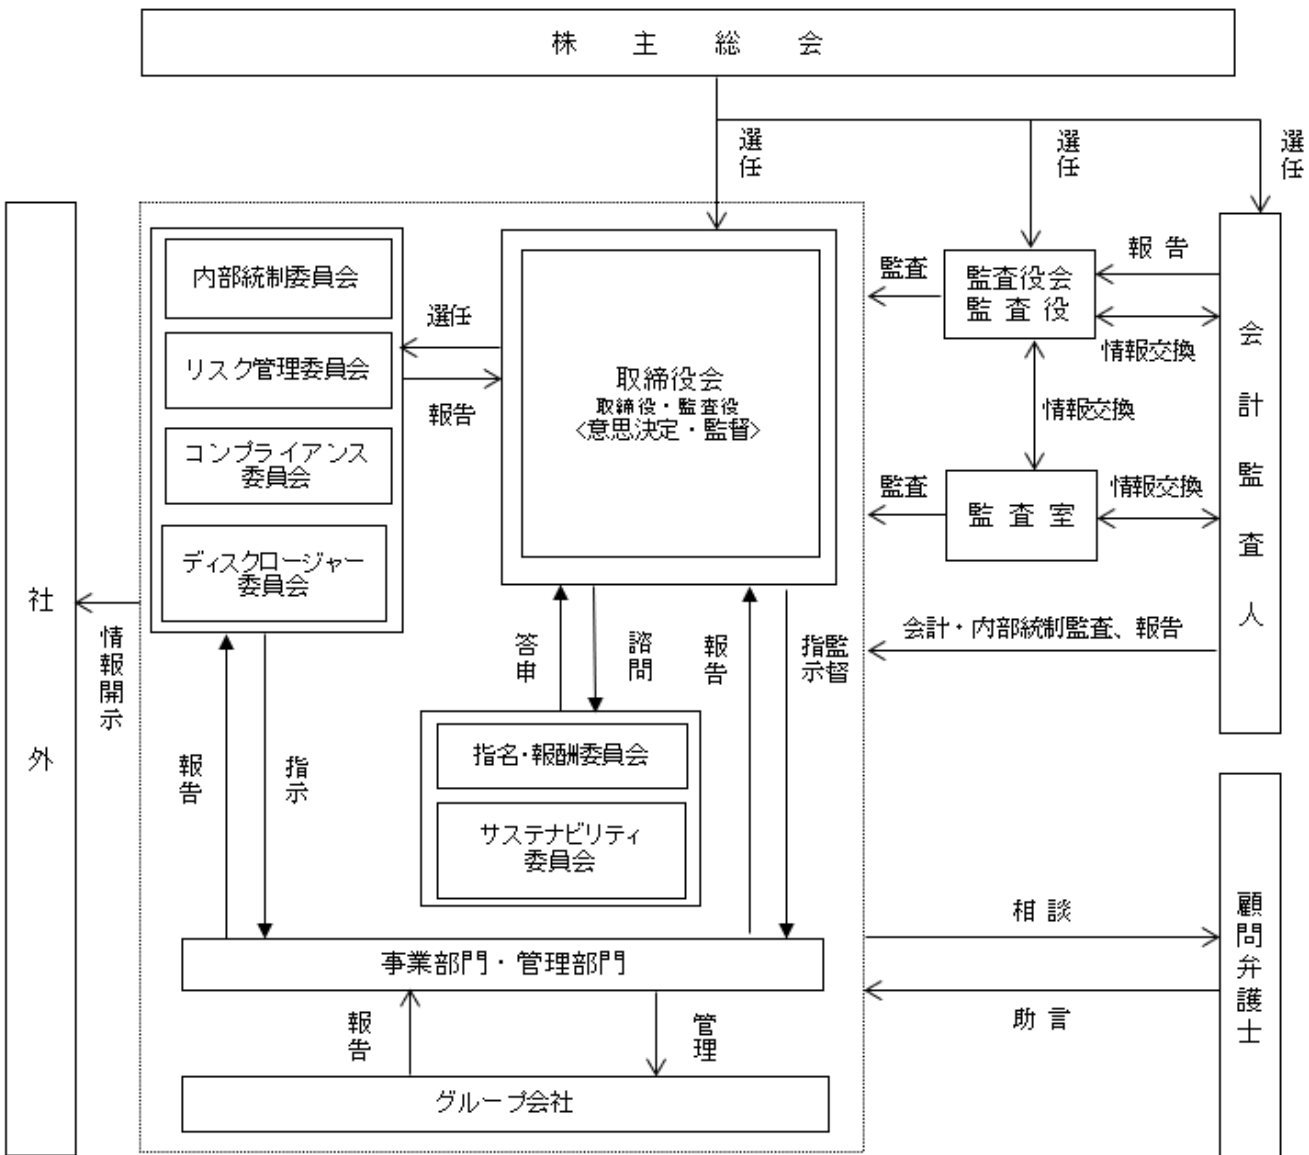 株主総会
選任
選任
選任
社外
情報開示
内部統制委員会
リスク管理委員会
コンプライアンス
委員会
ディスクロージャー
委員会
選任
報告
取締役会
取締役・監査役
<意思決定・監督>
監査
監査役会
監査役
報告
情報交換
情報交換
監査
監査室
情報交換
会計監査人
会計・内部統制監査、報告
答申
諮問
報告
指示
監督
指名・報酬委員会
サステナビリティ
委員会
報告
指示
事業部門・管理部門
報告
管理
グループ会社
相談
助言
顧問弁護士